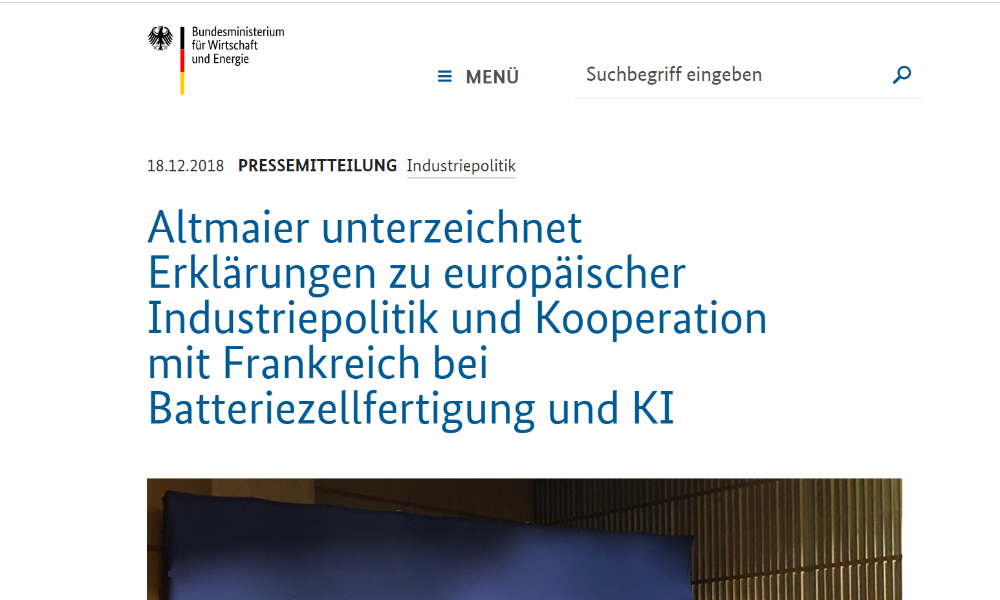 Bundesministerium
für Wirtschaft
und Energie
MENÜ
Suchbegriff eingeben
18.12.2018 PRESSEMITTEILUNG Industriepolitik
Altmaier unterzeichnet
Erklärungen zu europäischer
Industriepolitik und Kooperation
mit Frankreich bei
Batteriezellfertigung und KI